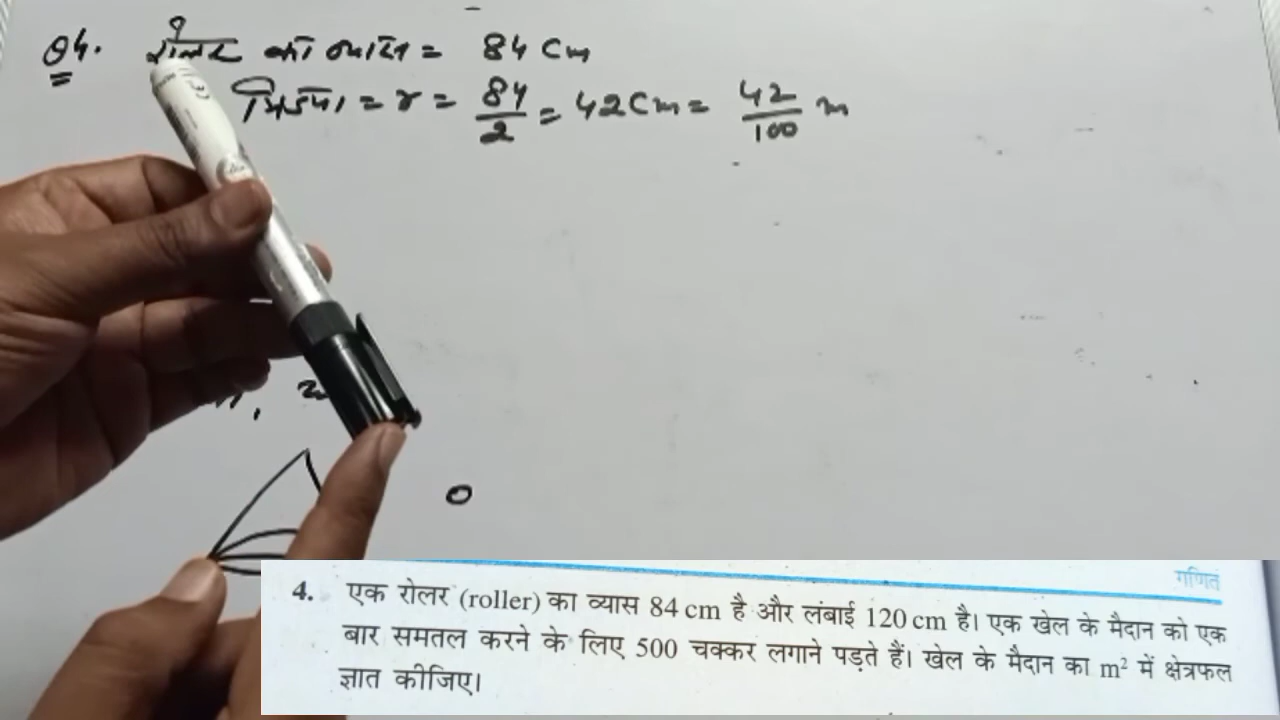 Q4. रोलर का व्यास = 84 Cm
त्रिज्या = r = 84/2 = 42 Cm = 42/100 m
गणित
4. एक रोलर (roller) का व्यास 84 cm है और लंबाई 120 cm है। एक खेल के मैदान को एक
बार समतल करने के लिए 500 चक्कर लगाने पड़ते हैं। खेल के मैदान का m² में क्षेत्रफल
ज्ञात कीजिए।